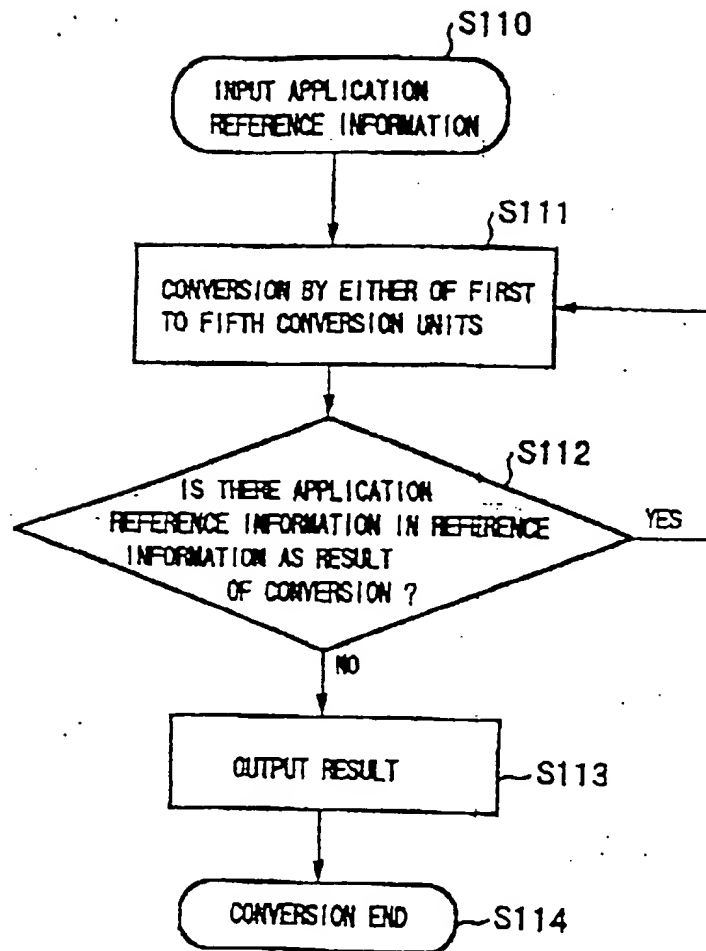 S110
INPUT APPLICATION
REFERENCE INFORMATION
S111
CONVERSION BY EITHER OF FIRST
TO FIFTH CONVERSION UNITS
S112
IS THERE APPLICATION
REFERENCE INFORMATION IN REFERENCE
INFORMATION AS RESULT
OF CONVERSION ?
YES
NO
OUTPUT RESULT
S113
CONVERSION END
S114